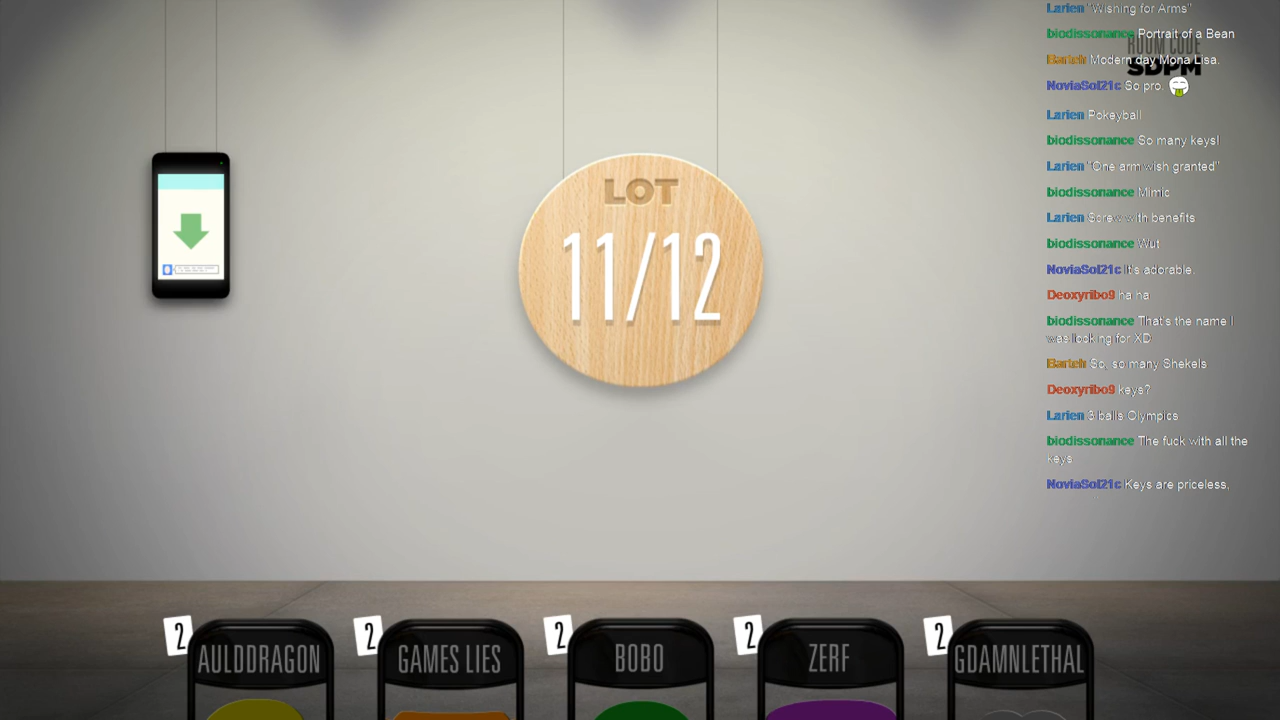 Larien "Wishing for Arms"
biodissonance Portrait of a Bean
ROOM CODE
SDPM
Barteh Modern day Mona Lisa.
NoviaSol21c So pro.
Larien Pokeyball
biodissonance So many keys!
Larien "One arm wish granted"
biodissonance Mimic
Larien Screw with benefits
biodissonance Wut
NoviaSol21c It's adorable.
Deoxyribo9 ha ha
biodissonance That's the name I
was looking for XD
Barteh So, so many Shekels
Deoxyribo9 keys?
Larien 3 balls Olympics
biodissonance The fuck with all the
keys
NoviaSol21c Keys are priceless.
LOT
11/12
2 AULDDRAGON
2 GAMES LIES
2 BOBO
2 ZERF
2 GDAMNLETHAL